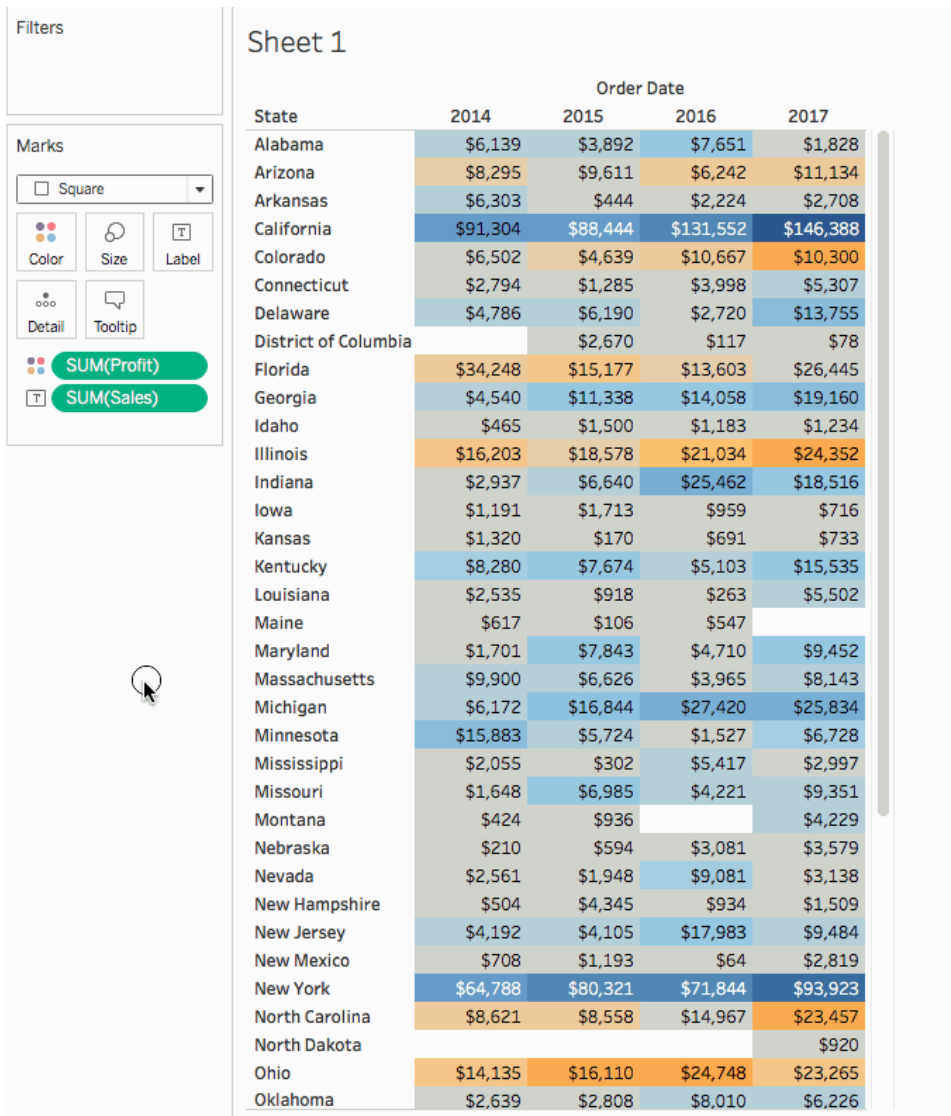 Filters
Marks
Square
Color Size Label
Detail Tooltip
SUM(Profit)
SUM(Sales)
Sheet 1
Order Date
State 2014 2015 2016 2017
Alabama $6,139 $3,892 $7,651 $1,828
Arizona $8,295 $9,611 $6,242 $11,134
Arkansas $6,303 $444 $2,224 $2,708
California $91,304 $88,444 $131,552 $146,388
Colorado $6,502 $4,639 $10,667 $10,300
Connecticut $2,794 $1,285 $3,998 $5,307
Delaware $4,786 $6,190 $2,720 $13,755
District of Columbia $2,670 $117 $78
Florida $34,248 $15,177 $13,603 $26,445
Georgia $4,540 $11,338 $14,058 $19,160
Idaho $465 $1,500 $1,183 $1,234
Illinois $16,203 $18,578 $21,034 $24,352
Indiana $2,937 $6,640 $25,462 $18,516
Iowa $1,191 $1,713 $959 $716
Kansas $1,320 $170 $691 $733
Kentucky $8,280 $7,674 $5,103 $15,535
Louisiana $2,535 $918 $263 $5,502
Maine $617 $106 $547
Maryland $1,701 $7,843 $4,710 $9,452
Massachusetts $9,900 $6,626 $3,965 $8,143
Michigan $6,172 $16,844 $27,420 $25,834
Minnesota $15,883 $5,724 $1,527 $6,728
Mississippi $2,055 $302 $5,417 $2,997
Missouri $1,648 $6,985 $4,221 $9,351
Montana $424 $936 $4,229
Nebraska $210 $594 $3,081 $3,579
Nevada $2,561 $1,948 $9,081 $3,138
New Hampshire $504 $4,345 $934 $1,509
New Jersey $4,192 $4,105 $17,983 $9,484
New Mexico $708 $1,193 $64 $2,819
New York $64,788 $80,321 $71,844 $93,923
North Carolina $8,621 $8,558 $14,967 $23,457
North Dakota $920
Ohio $14,135 $16,110 $24,748 $23,265
Oklahoma $2,639 $2,808 $8,010 $6,226